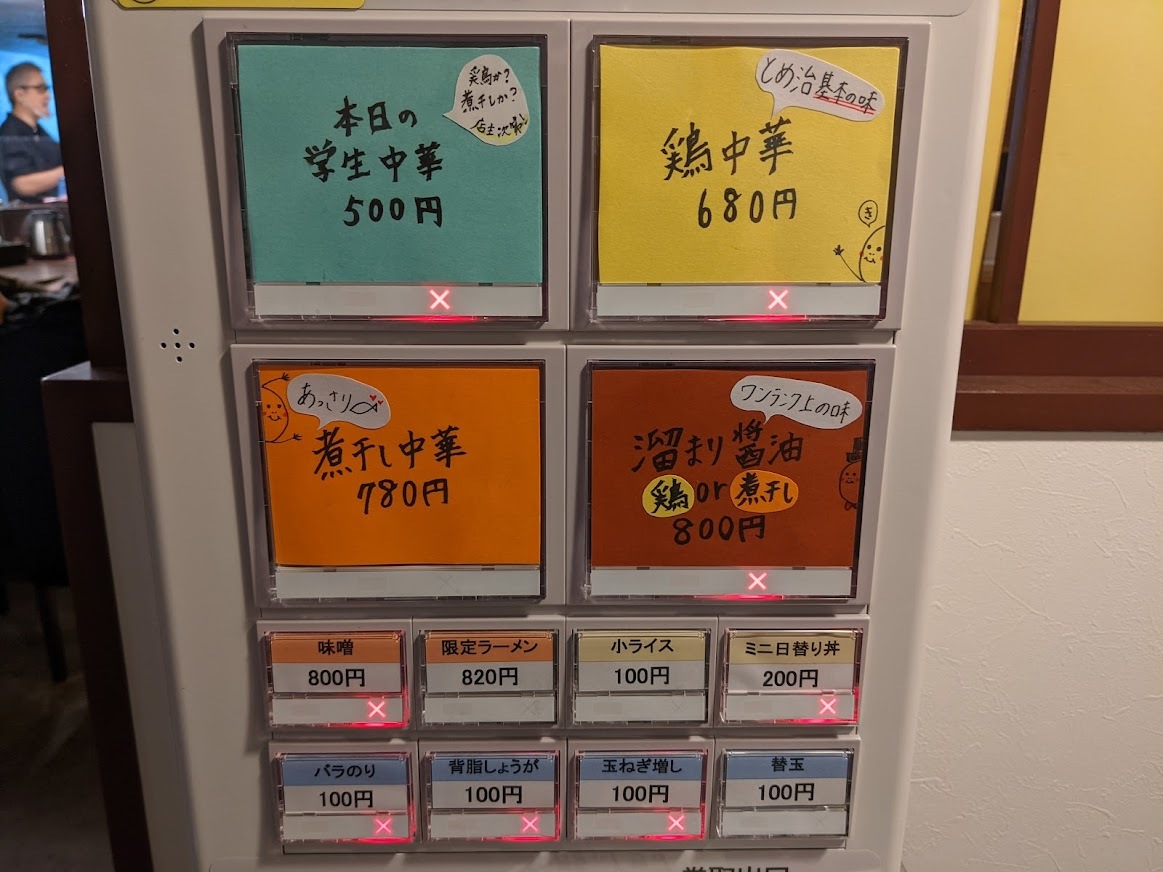 鶏か?
煮干しか?
店主次第♪
本日の
学生中華
500円
とめ治基本の味
鶏中華
680円
き
あっさり
煮干し中華
780円
ワンランク上の味
溜まり醤油
鶏or煮干し
800円
味噌
800円
限定ラーメン
820円
小ライス
100円
ミニ日替り丼
200円
バラのり
100円
背脂しょうが
100円
玉ねぎ増し
100円
替玉
100円